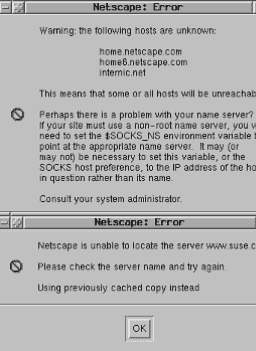 Netscape: Error
Warning: the following hosts are unknown:
home.netscape.com
home6.netscape.com
internic.net
This means that some or all hosts will be unreachab
Perhaps there is a problem with your name server?
If your site must use a non-root name server, you w
need to set the $SOCKS_NS environment variable t
point at the appropriate name server. It may (or
may not) be necessary to set this variable, or the
SOCKS host preference, to the IP address of the ho
in question rather than its name.
Consult your system administrator.
Netscape: Error
Netscape is unable to locate the server www.suse.c
Please check the server name and try again.
Using previously cached copy instead
OK